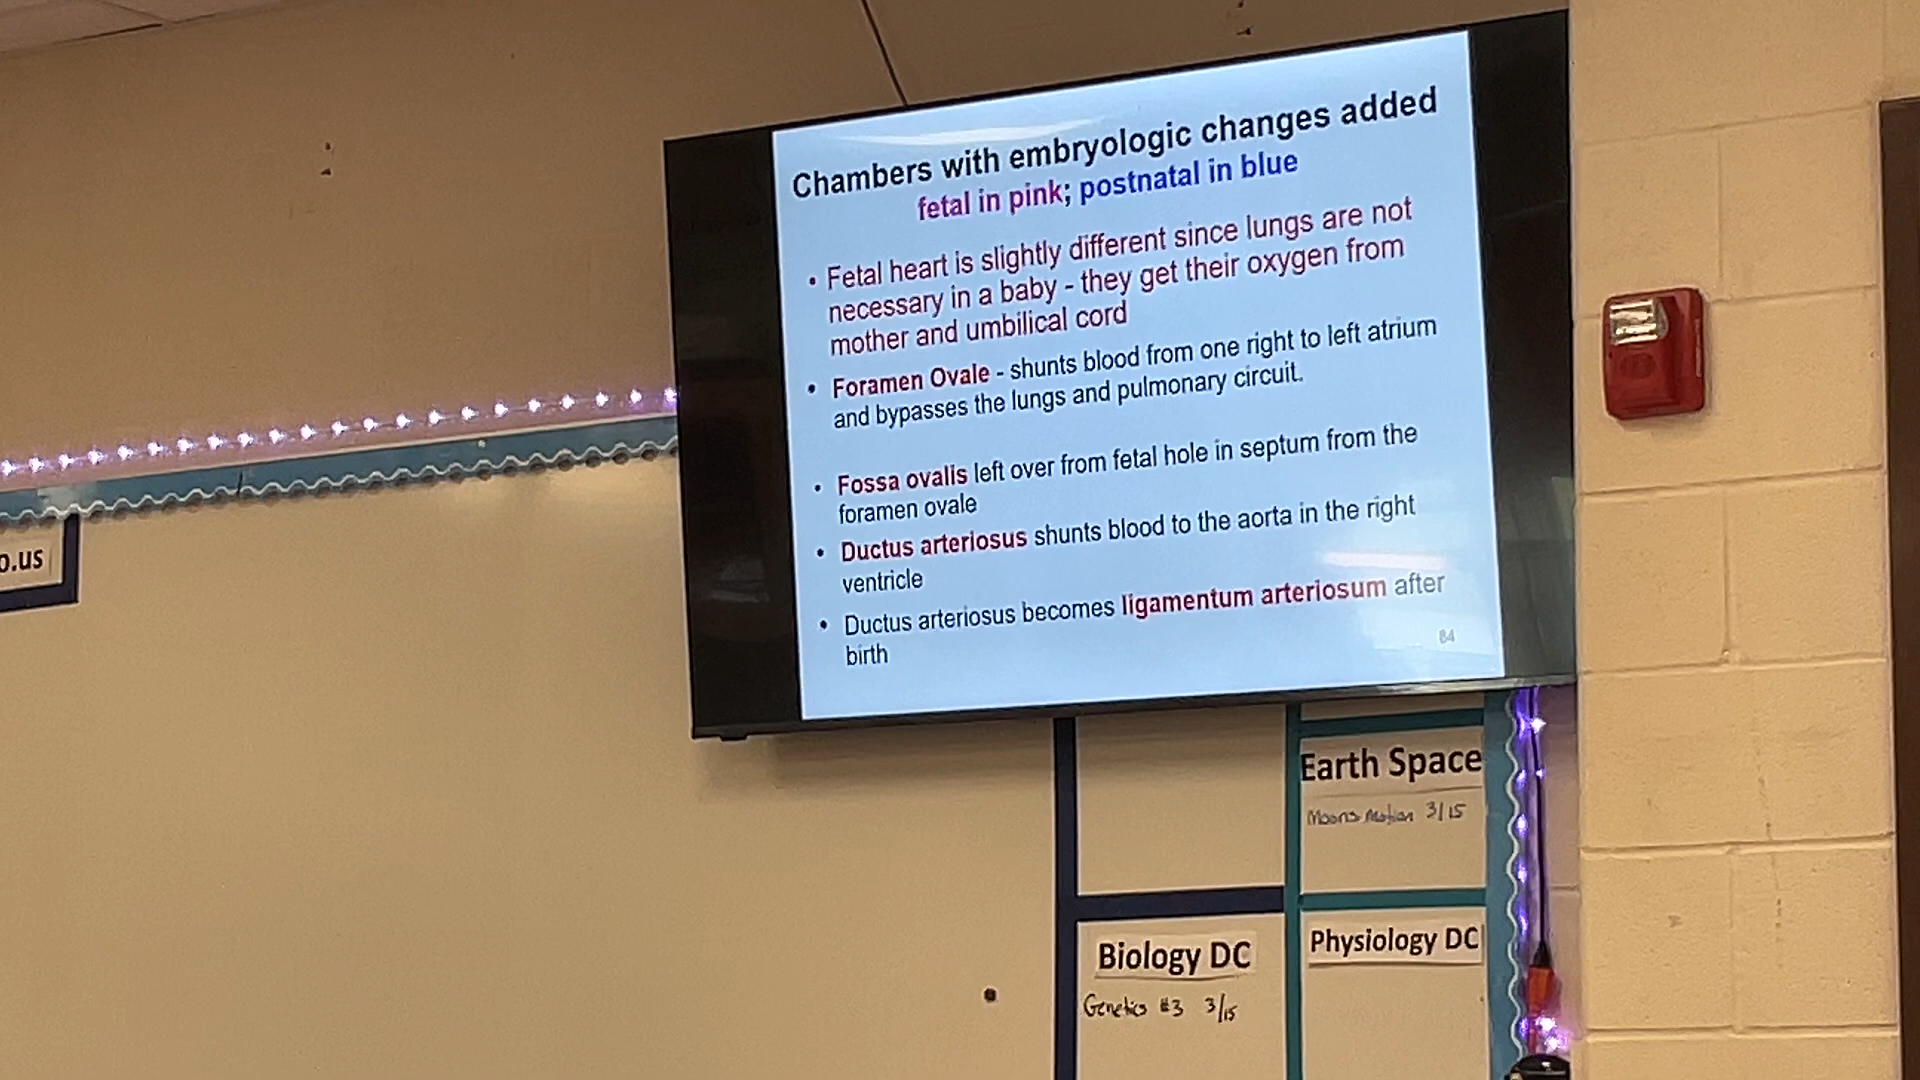 Chambers with embryologic changes added
fetal in pink; postnatal in blue
• Fetal heart is slightly different since lungs are not
necessary in a baby - they get their oxygen from
mother and umbilical cord
• Foramen Ovale - shunts blood from one right to left atrium
and bypasses the lungs and pulmonary circuit.
• Fossa ovalis left over from fetal hole in septum from the
foramen ovale
• Ductus arteriosus shunts blood to the aorta in the right
ventricle
• Ductus arteriosus becomes ligamentum arteriosum after
birth
84
o.us
Earth Space
Moons Motion 3/15
Biology DC
Genetics #3 3/15
Physiology DC